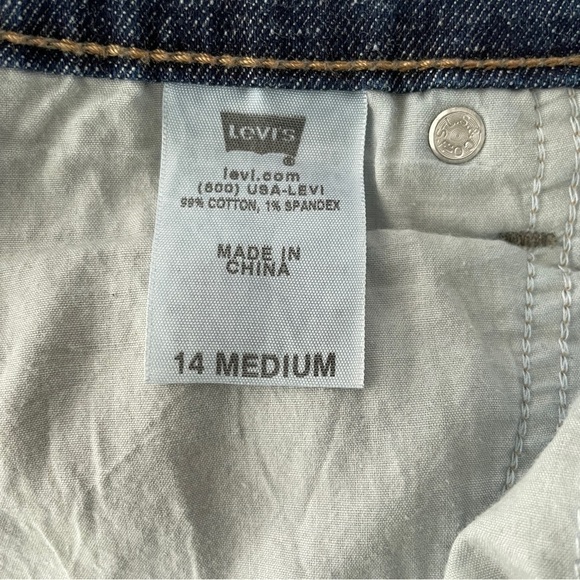 Levi's
®
levi.com
(800) USA-LEVI
99% COTTON, 1% SPANDEX
MADE IN
CHINA
14 MEDIUM